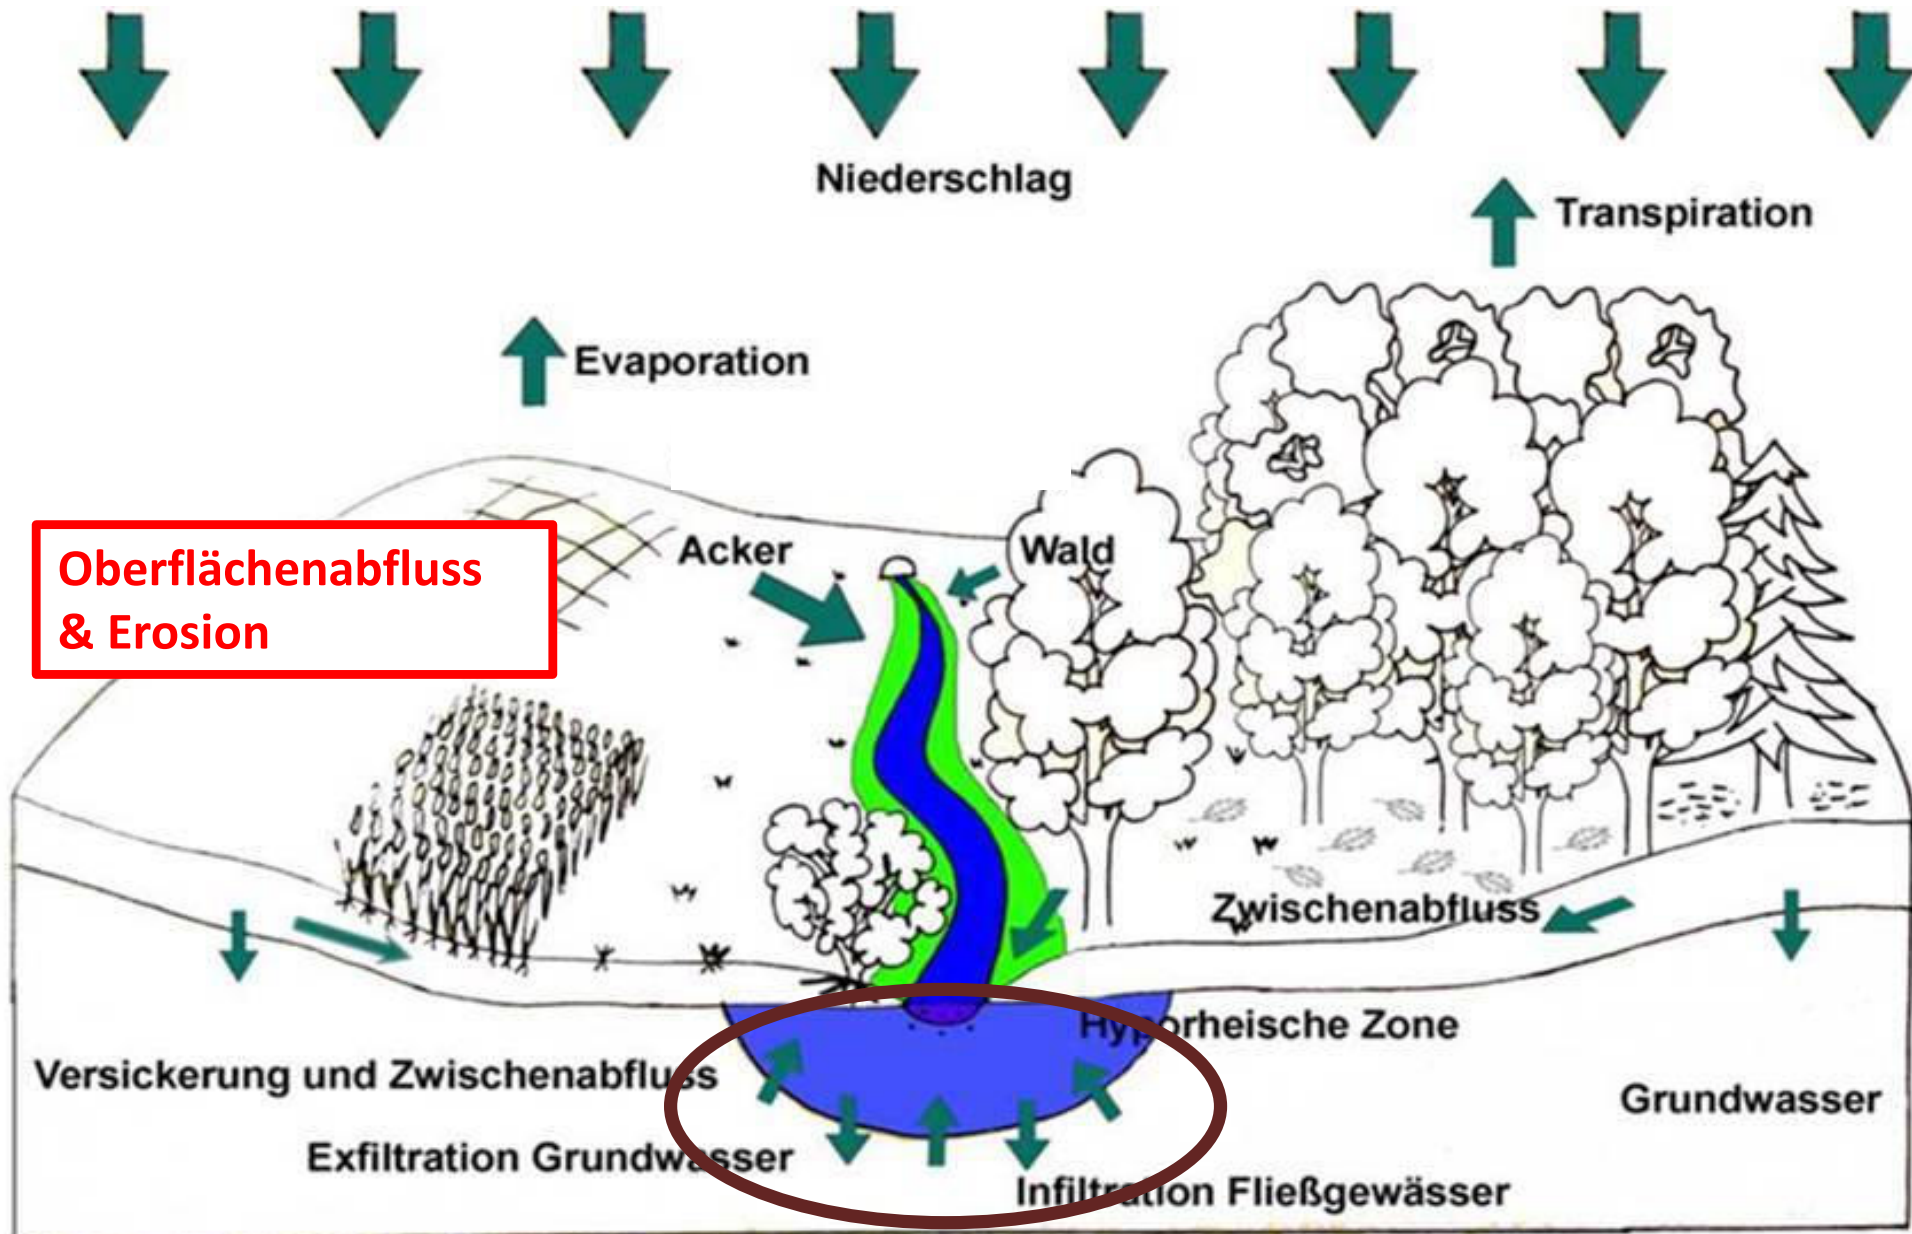 Niederschlag
Transpiration
Evaporation
Oberflächenabfluss
& Erosion
Acker
Wald
Zwischenabfluss
Hyporheische Zone
Versickerung und Zwischenabfluss
Grundwasser
Exfiltration Grundwasser
Infiltration Fließgewässer